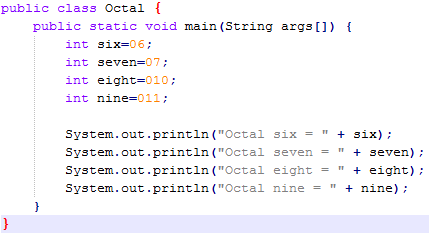 public class Octal {
    public static void main(String args[]) {
        int six=06;
        int seven=07;
        int eight=010;
        int nine=011;

        System.out.println("Octal six = " + six);
        System.out.println("Octal seven = " + seven);
        System.out.println("Octal eight = " + eight);
        System.out.println("Octal nine = " + nine);
    }
}